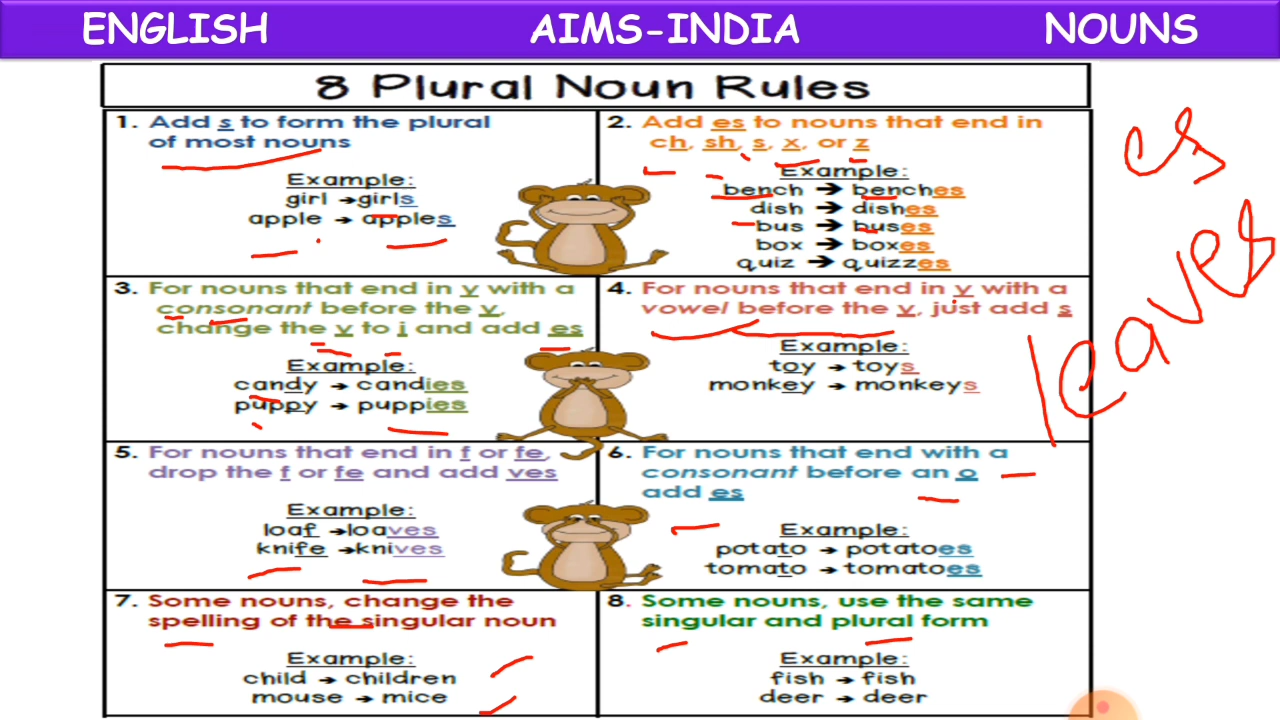 ENGLISH AIMS-INDIA NOUNS
8 Plural Noun Rules
1. Add s to form the plural
of most nouns
Example:
girl → girls
apple → apples
2. Add es to nouns that end in
ch, sh, s, x, or z
Example:
bench → benches
dish → dishes
bus → buses
box → boxes
quiz → quizzes
3. For nouns that end in y with a
consonant before the y,
change the y to i and add es
Example:
candy → candies
puppy → puppies
4. For nouns that end in y with a
vowel before the y, just add s
Example:
toy → toys
monkey → monkeys
5. For nouns that end in f or fe,
drop the f or fe and add ves
Example:
loaf → loaves
knife → knives
6. For nouns that end with a
consonant before an o
add es
Example:
potato → potatoes
tomato → tomatoes
7. Some nouns, change the
spelling of the singular noun
Example:
child → children
mouse → mice
8. Some nouns, use the same
singular and plural form
Example:
fish → fish
deer → deer
es
leaves